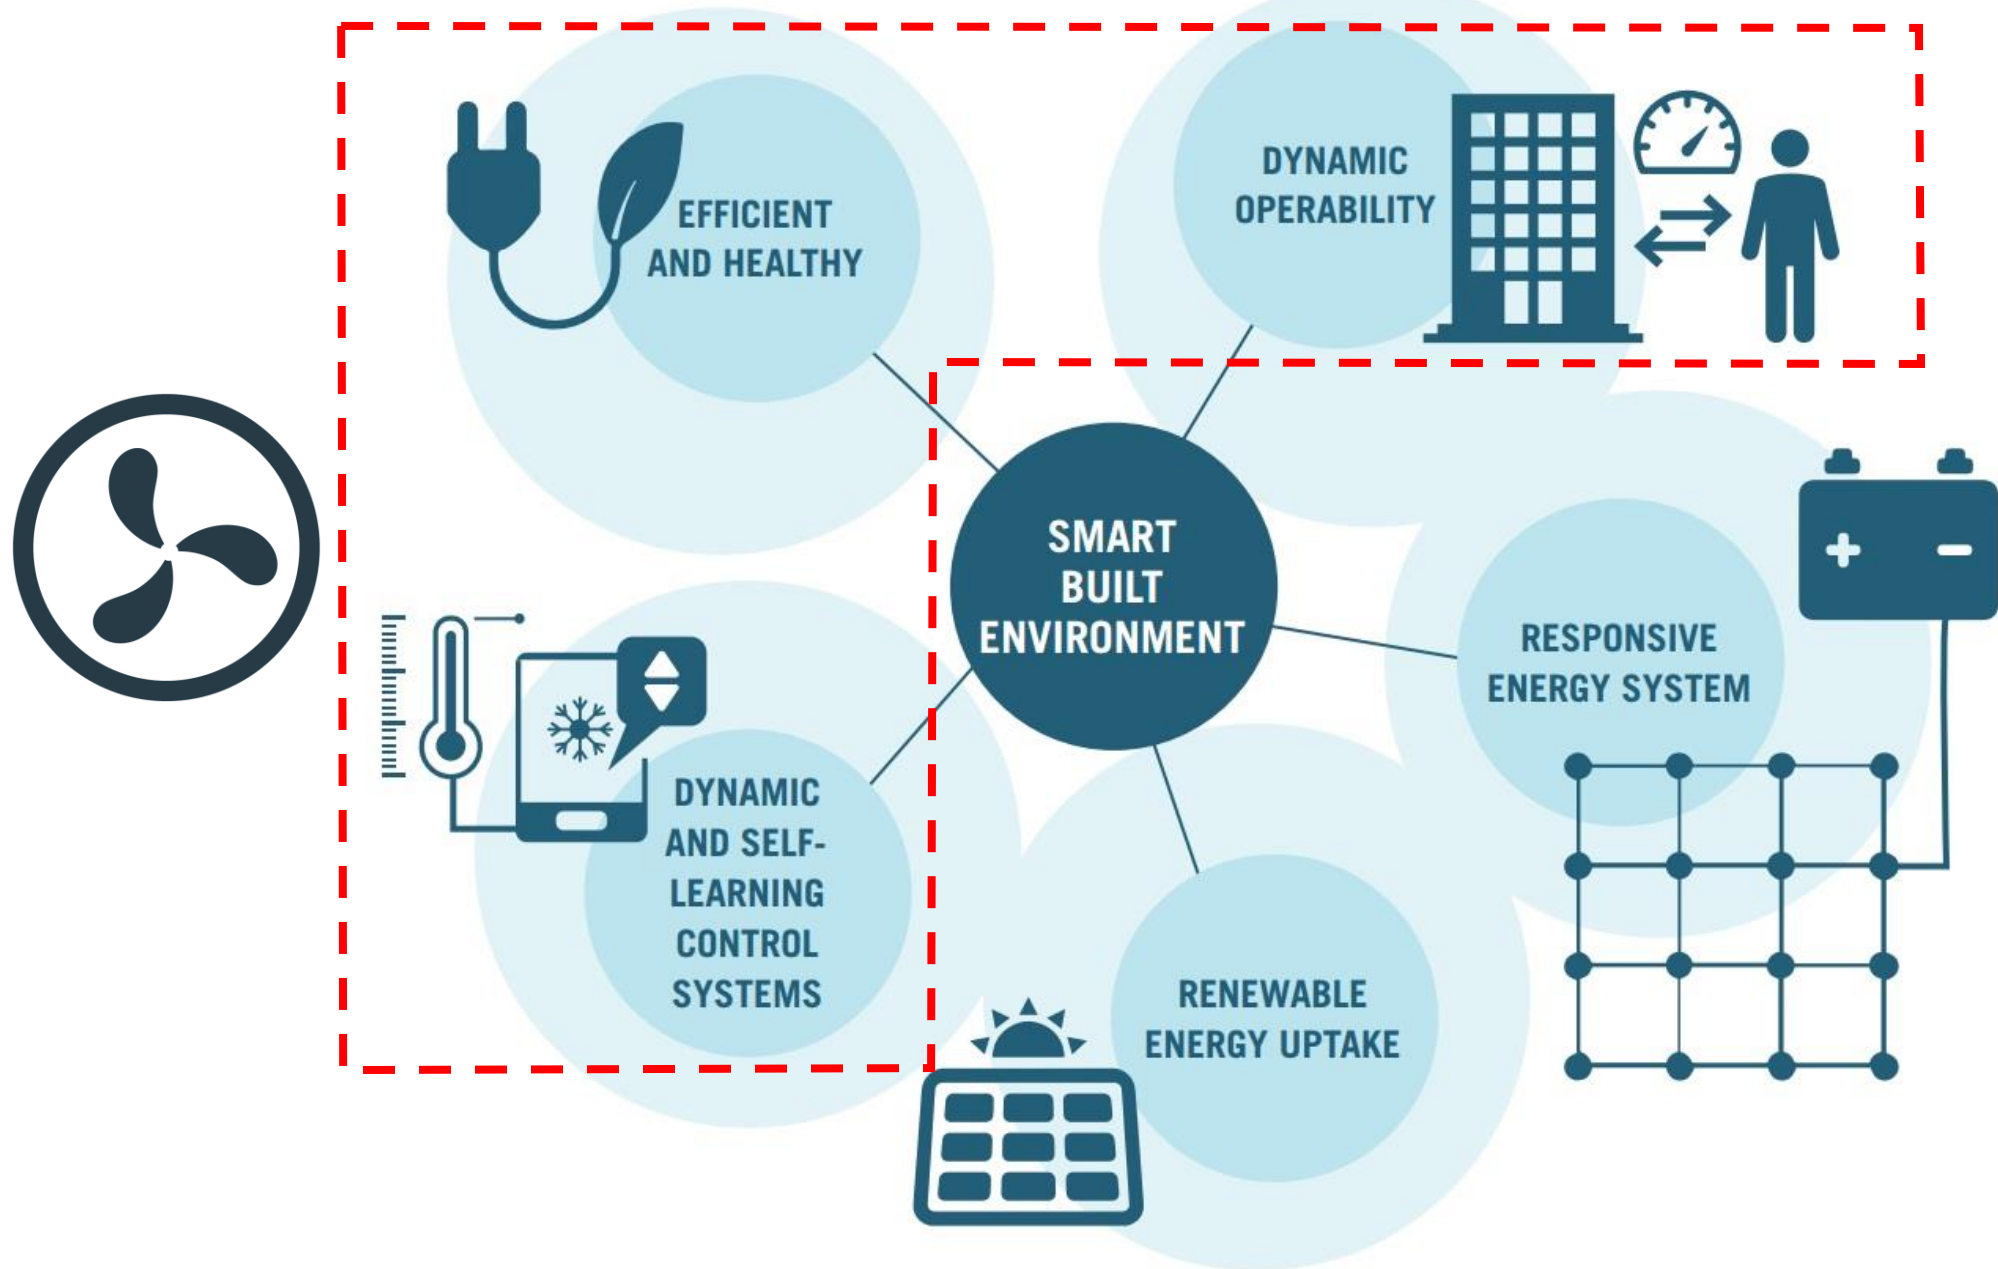 EFFICIENT
AND HEALTHY
DYNAMIC
OPERABILITY
SMART
BUILT
ENVIRONMENT
RESPONSIVE
ENERGY SYSTEM
DYNAMIC
AND SELF-
LEARNING
CONTROL
SYSTEMS
RENEWABLE
ENERGY UPTAKE